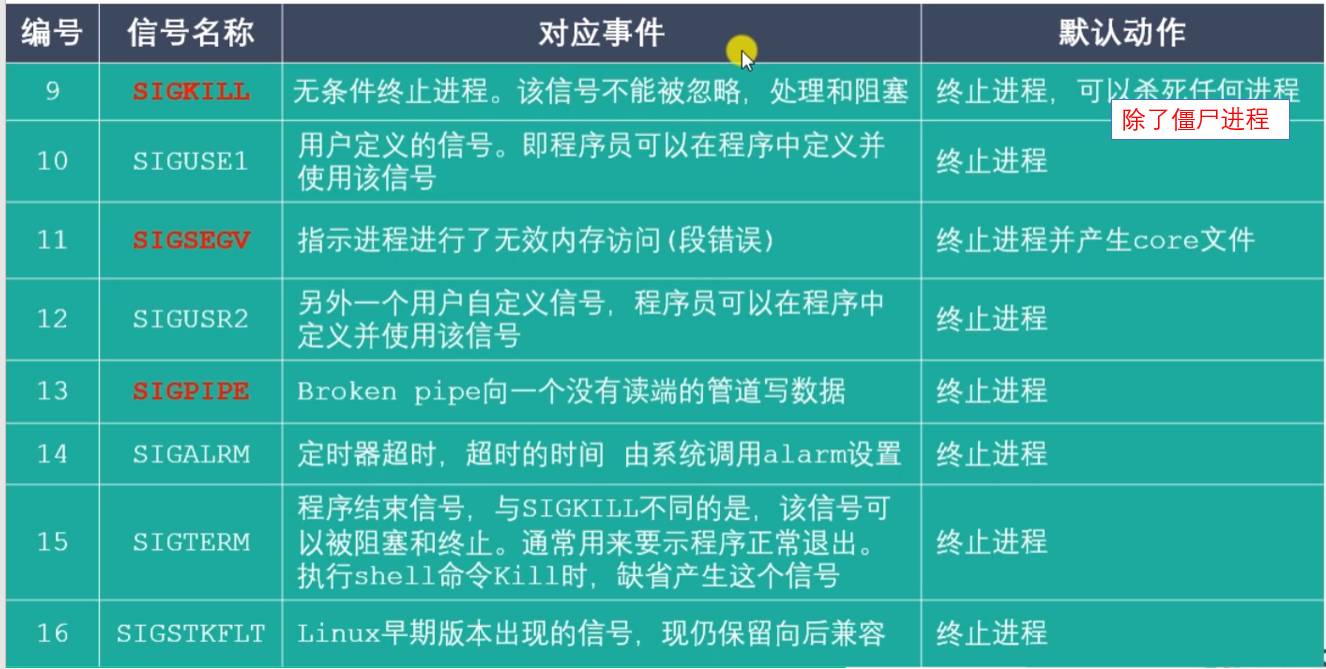 编号 信号名称 对应事件 默认动作
9 SIGKILL 无条件终止进程。该信号不能被忽略, 处理和阻塞 终止进程, 可以杀死任何进程
除了僵尸进程
10 SIGUSE1 用户定义的信号。即程序员可以在程序中定义并
使用该信号 终止进程
11 SIGSEGV 指示进程进行了无效内存访问(段错误) 终止进程并产生core文件
12 SIGUSR2 另外一个用户自定义信号, 程序员可以在程序中
定义并使用该信号 终止进程
13 SIGPIPE Broken pipe向一个没有读端的管道写数据 终止进程
14 SIGALRM 定时器超时, 超时的时间 由系统调用alarm设置 终止进程
15 SIGTERM 程序结束信号, 与SIGKILL不同的是, 该信号可
以被阻塞和终止。通常用来要示程序正常退出。
执行shell命令Kill时, 缺省产生这个信号 终止进程
16 SIGSTKFLT Linux早期版本出现的信号, 现仍保留向后兼容 终止进程